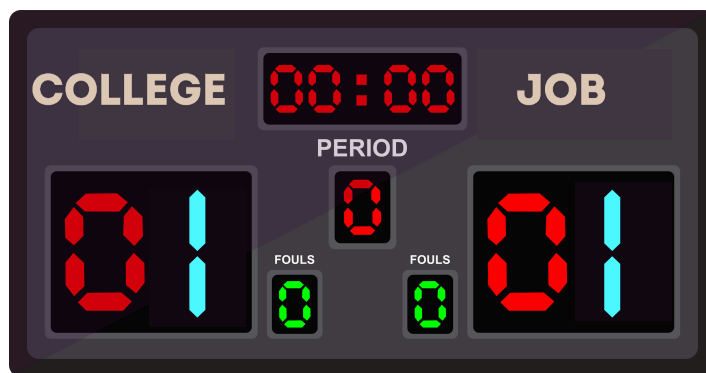 COLLEGE 00:00 JOB
PERIOD
01 0 01
FOULS FOULS
0 0